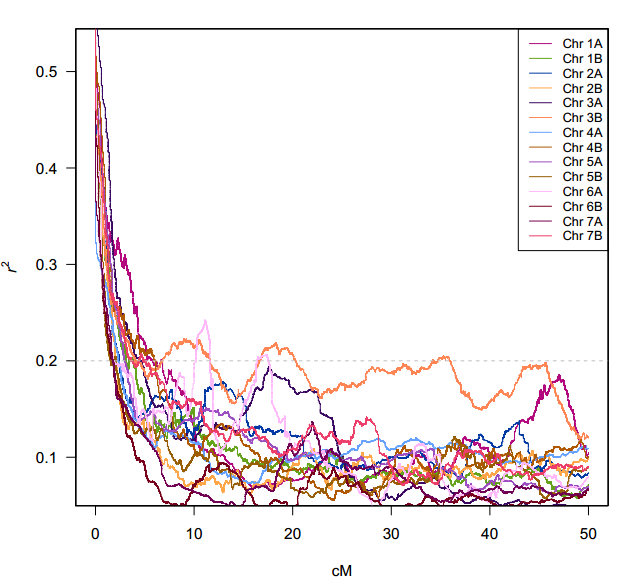 Chr 1A
Chr 1B
Chr 2A
Chr 2B
Chr 3A
Chr 3B
Chr 4A
Chr 4B
Chr 5A
Chr 5B
Chr 6A
Chr 6B
Chr 7A
Chr 7B
0.5
0.4
0.3
0.2
0.1
r²
0 10 20 30 40 50
cM